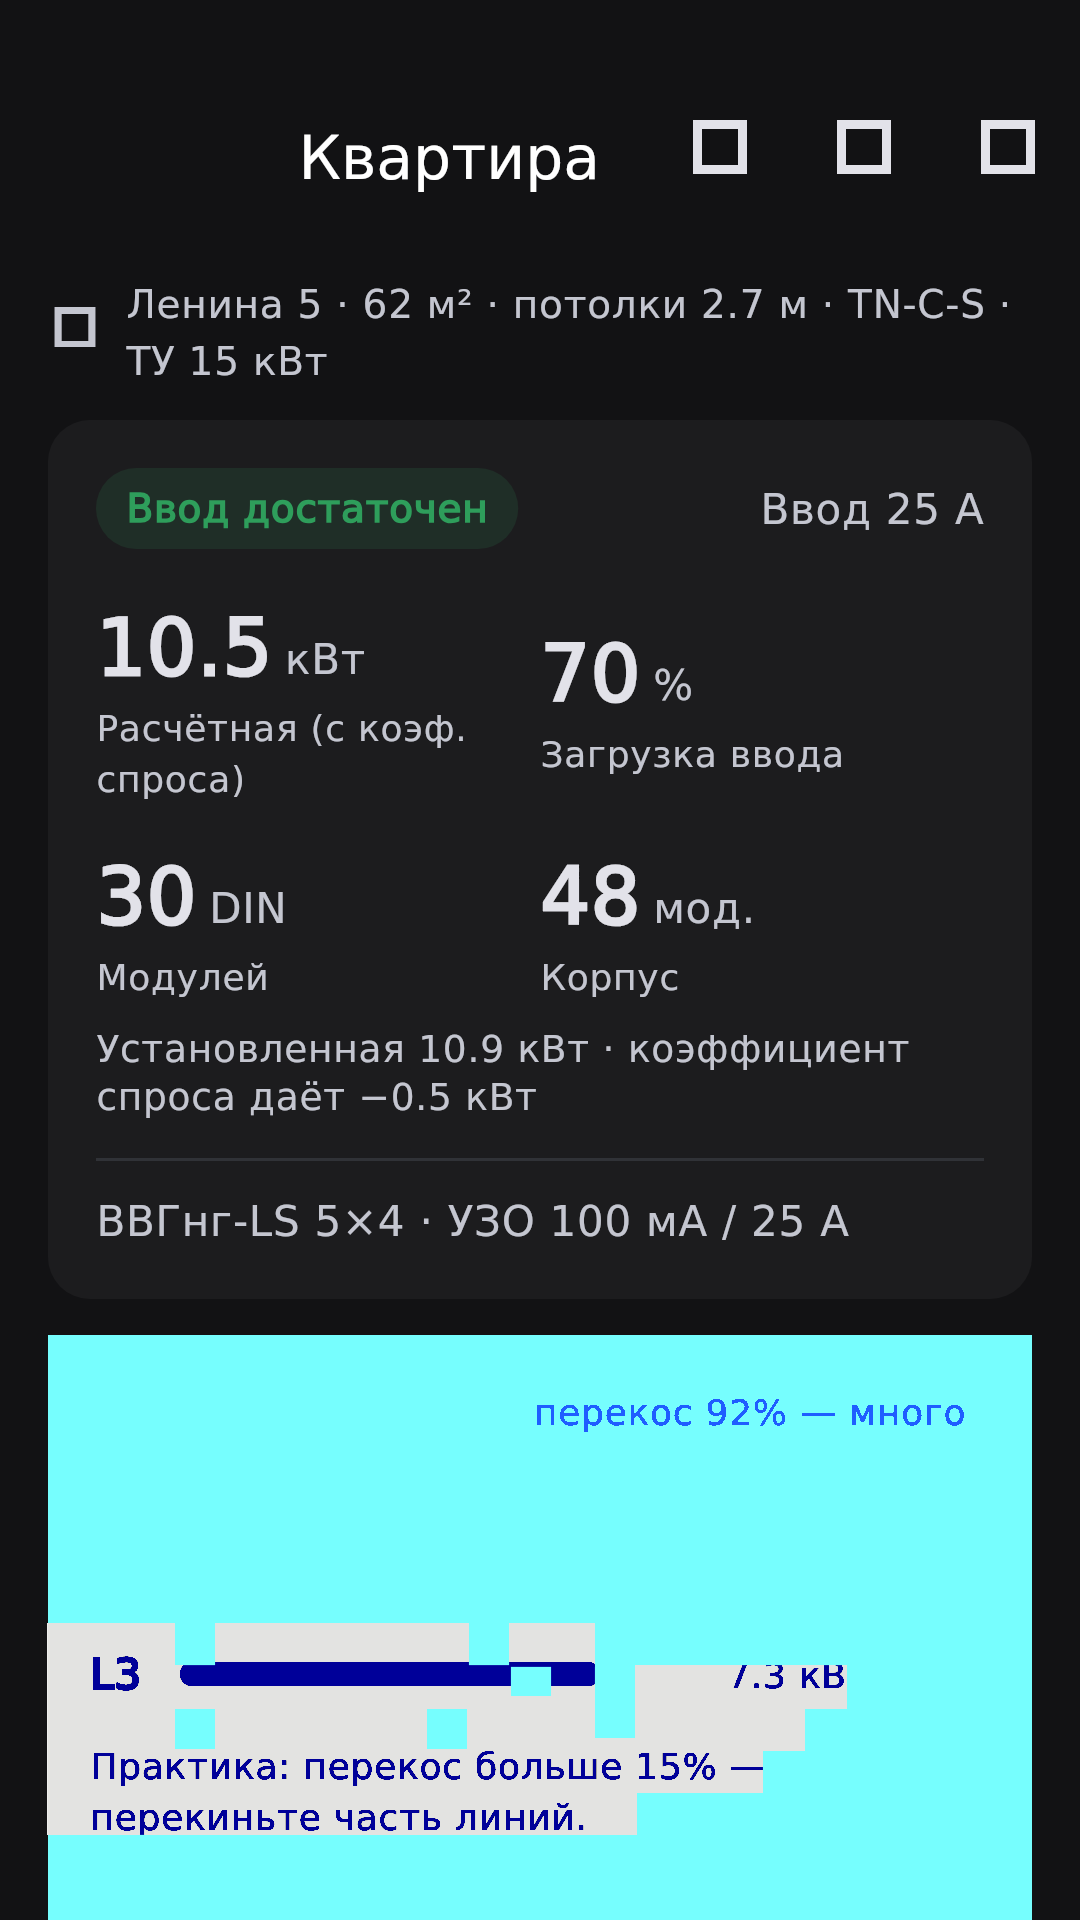 Квартира
Ленина 5 · 62 м² · потолки 2.7 м · TN-C-S ·
ТУ 15 кВт
Ввод достаточен
Ввод 25 А
10.5 кВт
Расчётная (с коэф.
спроса)
70 %
Загрузка ввода
30 DIN
Модулей
48 мод.
Корпус
Установленная 10.9 кВт · коэффициент
спроса даёт −0.5 кВт
ВВГнг-LS 5×4 · УЗО 100 мА / 25 А
перекос 92% — много
L3
7.3 кВ
Практика: перекос больше 15% —
перекиньте часть линий.